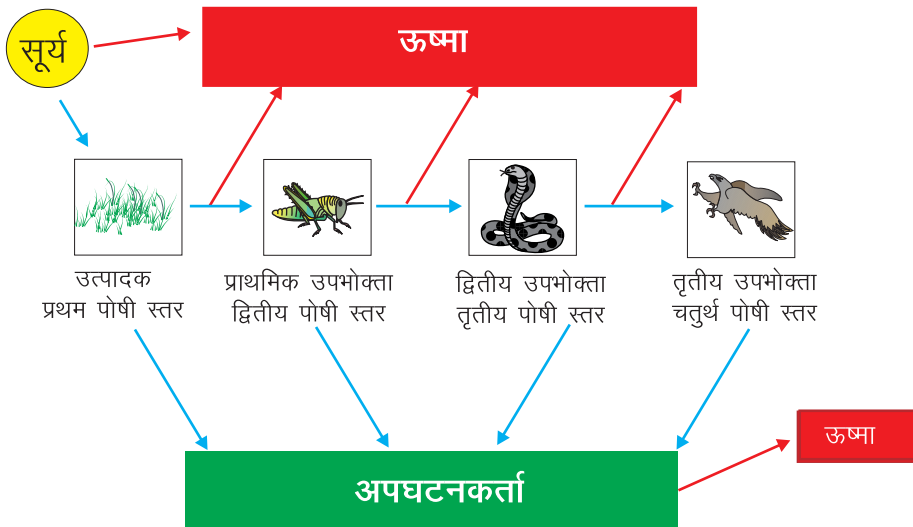 सूर्य
ऊष्मा
उत्पादक
प्रथम पोषी स्तर
प्राथमिक उपभोक्ता
द्वितीय पोषी स्तर
द्वितीय उपभोक्ता
तृतीय पोषी स्तर
तृतीय उपभोक्ता
चतुर्थ पोषी स्तर
ऊष्मा
अपघटनकर्ता